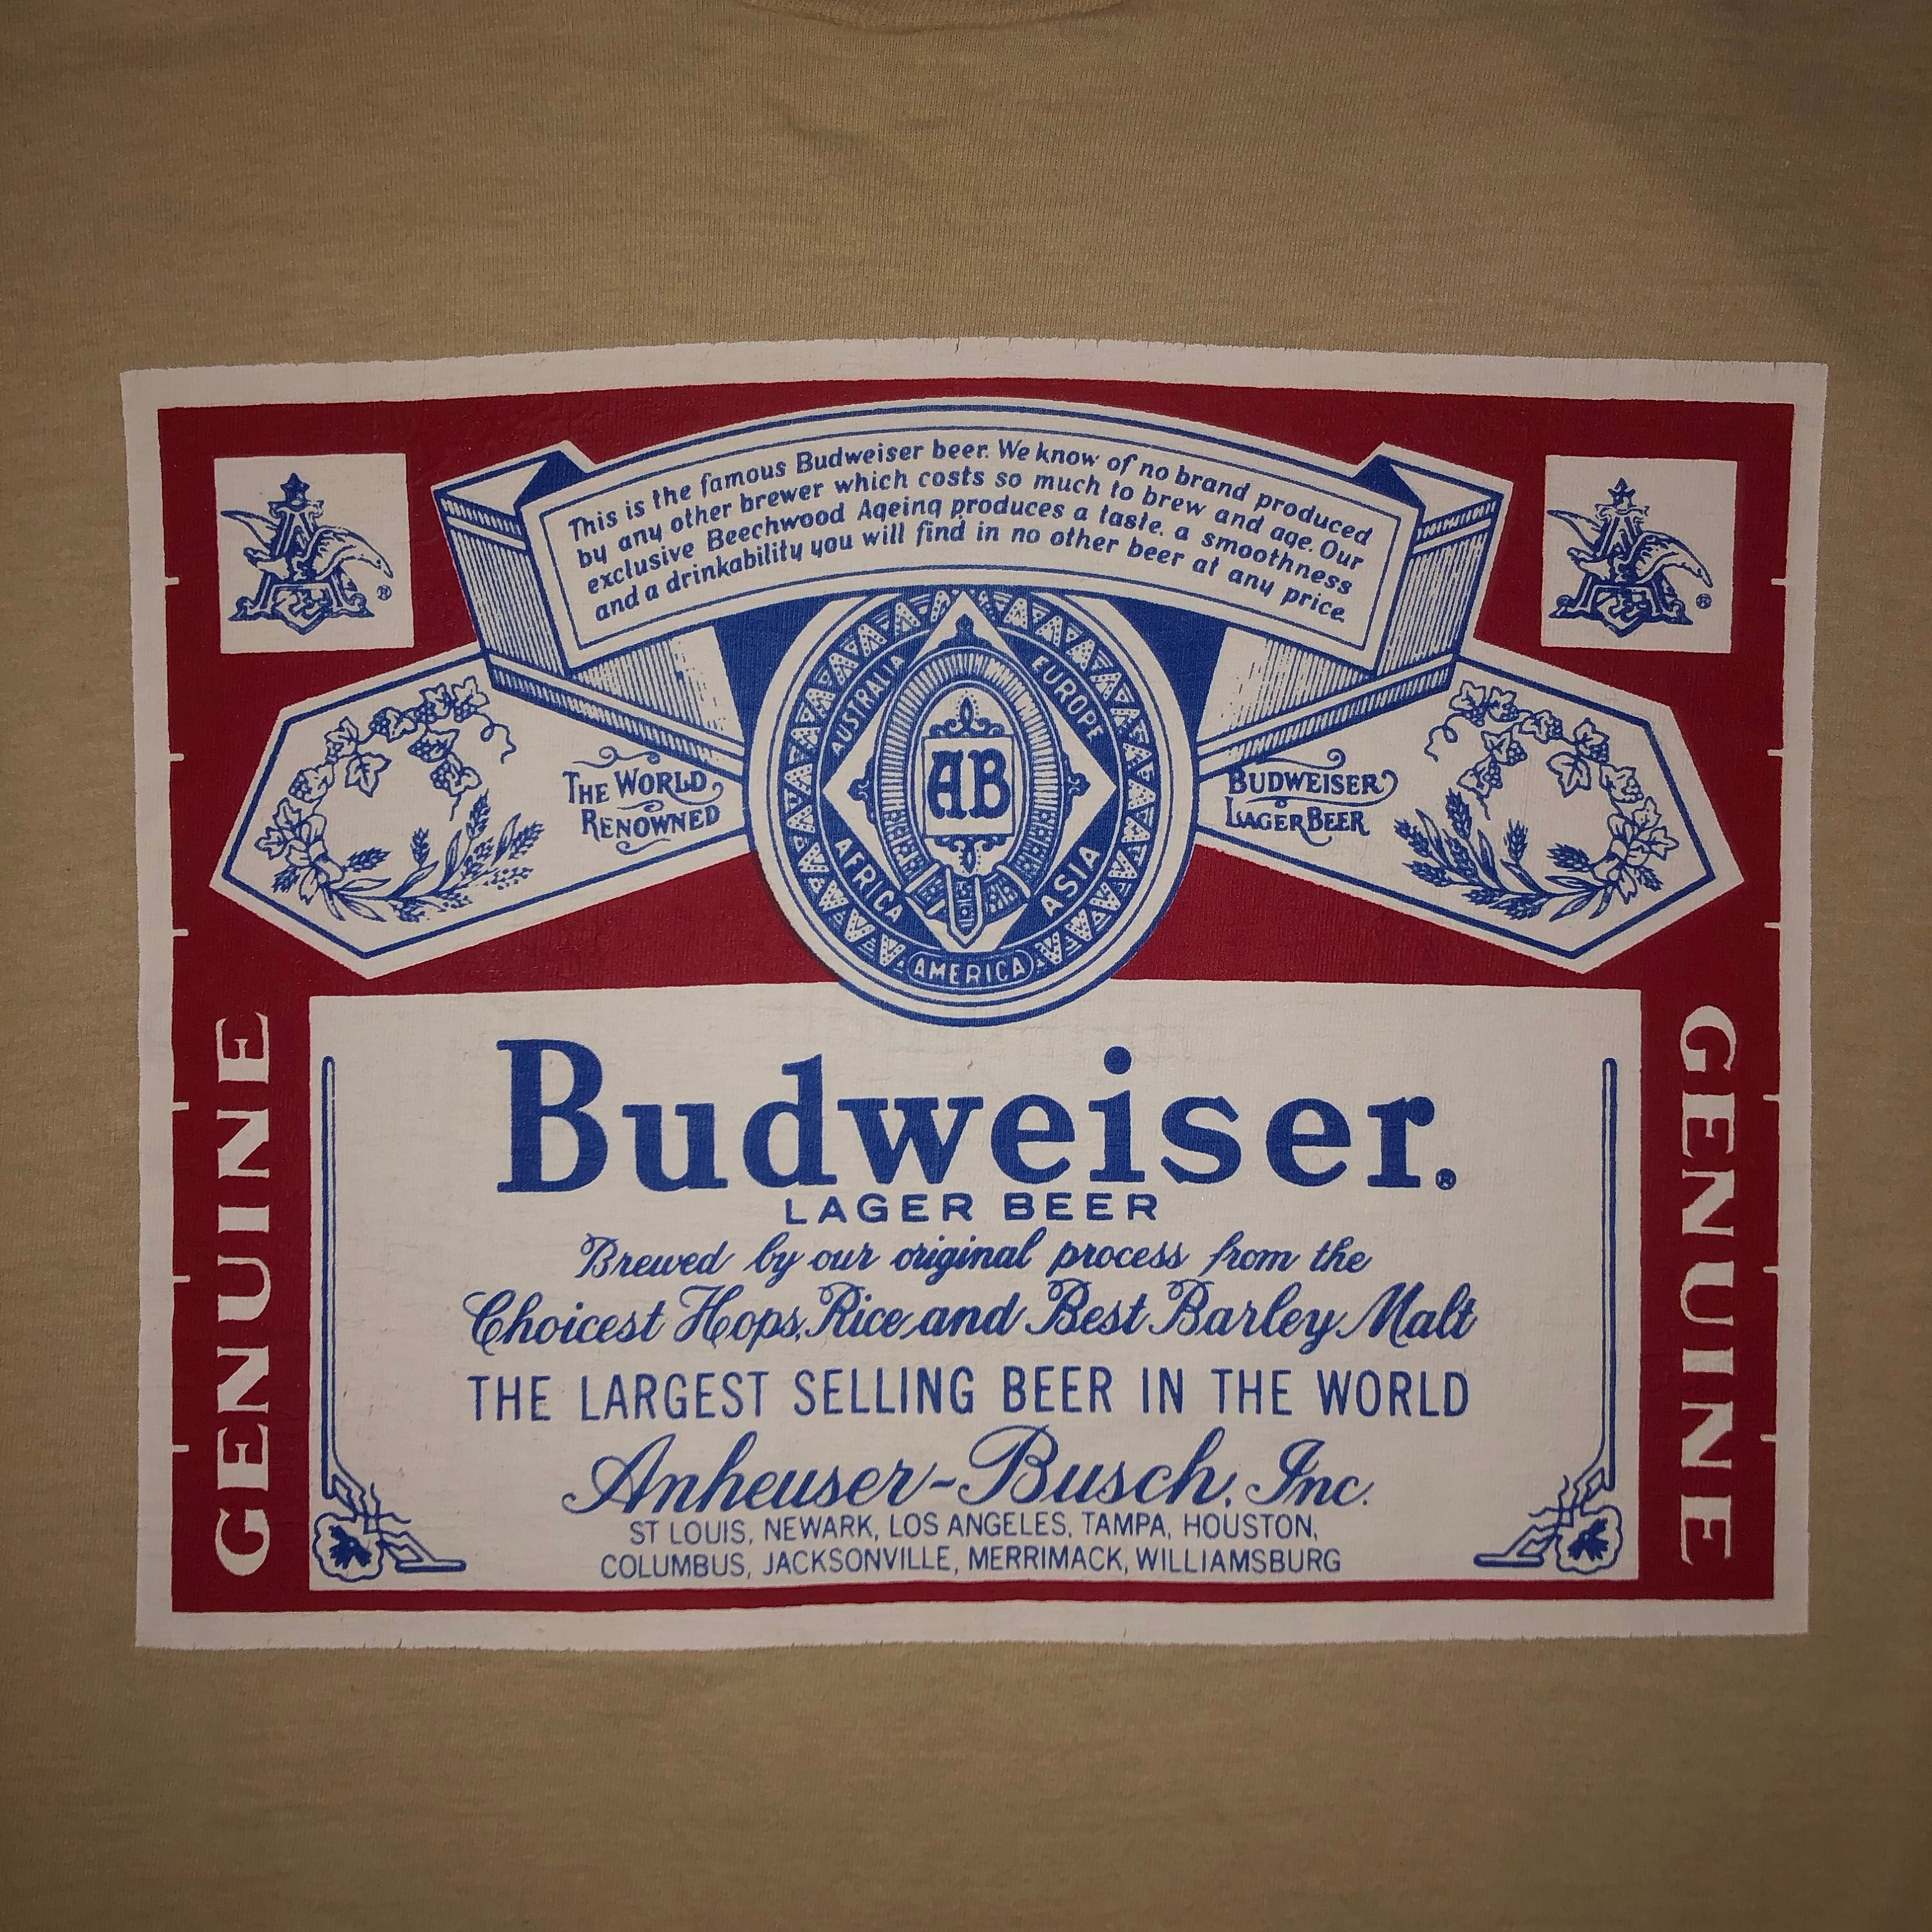 This is the famous Budweiser beer. We know of no brand produced
by any other brewer which costs so much to brew and age. Our
exclusive Beechwood Ageing produces a taste, a smoothness
and a drinkability you will find in no other beer at any price.
®
®
AUSTRALIA
EUROPE
THE WORLD
RENOWNED
AB
BUDWEISER
LAGER BEER
AFRICA
ASIA
AMERICA
GENUINE
GENUINE
Budweiser®
LAGER BEER
Brewed by our original process from the
Choicest Hops, Rice and Best Barley Malt
THE LARGEST SELLING BEER IN THE WORLD
Anheuser-Busch, Inc.
ST LOUIS, NEWARK, LOS ANGELES, TAMPA, HOUSTON,
COLUMBUS, JACKSONVILLE, MERRIMACK, WILLIAMSBURG